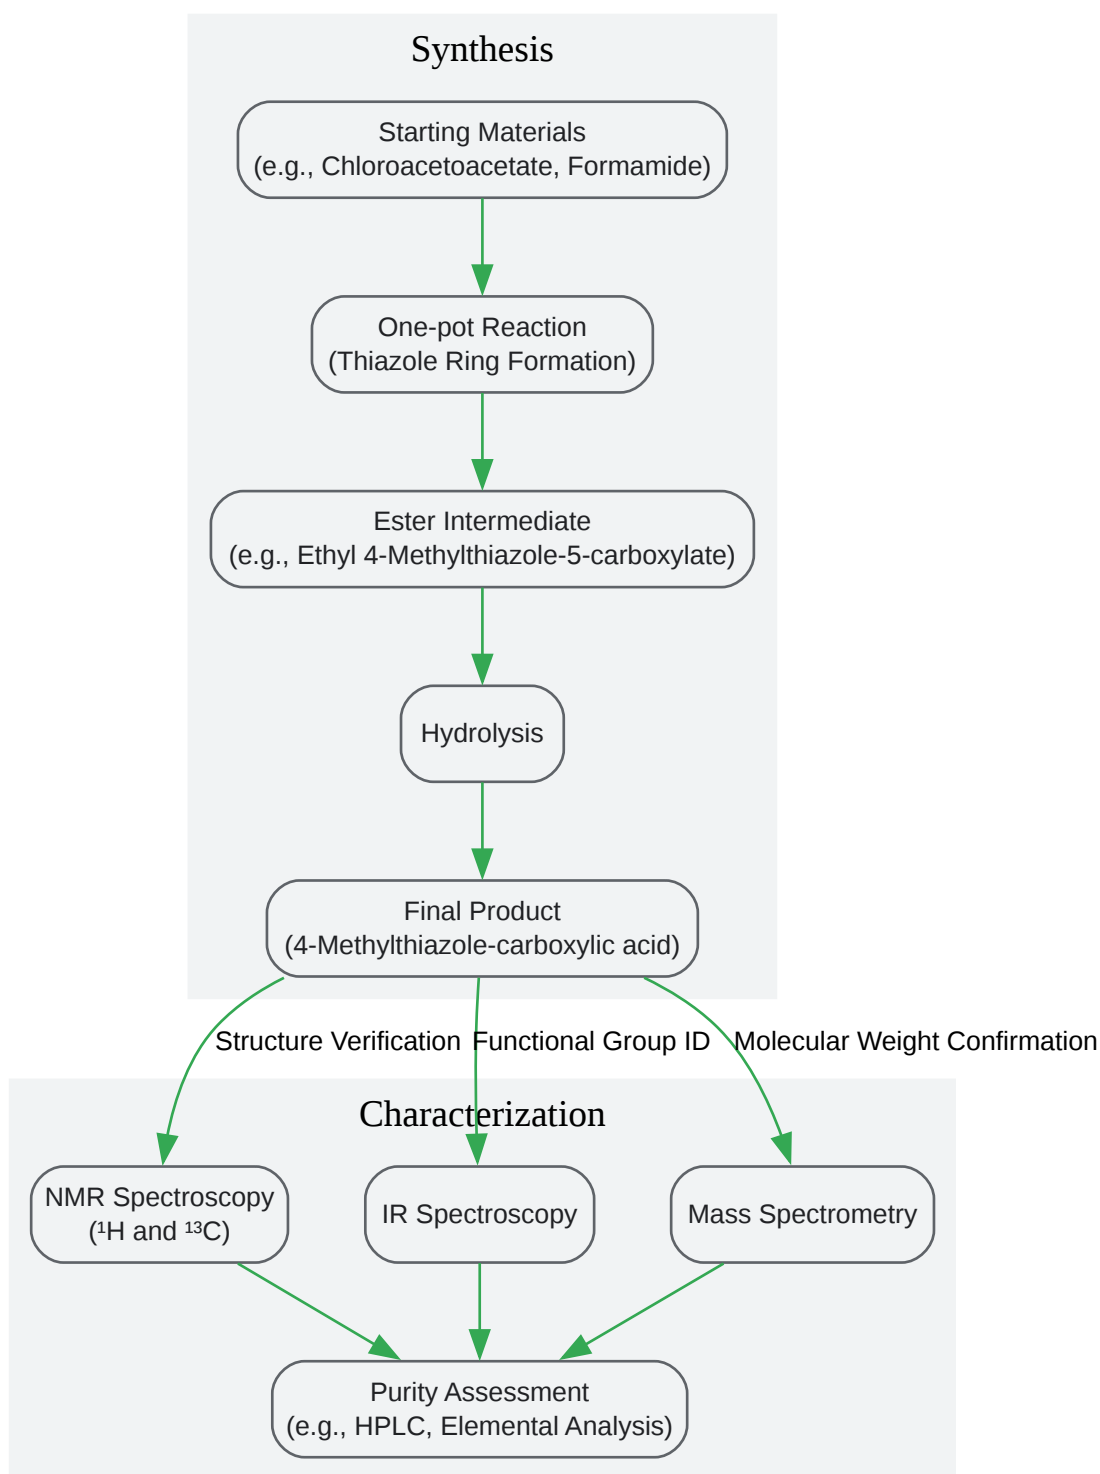 Synthesis
Starting Materials
(e.g., Chloroacetoacetate, Formamide)
One-pot Reaction
(Thiazole Ring Formation)
Ester Intermediate
(e.g., Ethyl 4-Methylthiazole-5-carboxylate)
Hydrolysis
Final Product
(4-Methylthiazole-carboxylic acid)
Structure Verification
Functional Group ID
Molecular Weight Confirmation
Characterization
NMR Spectroscopy
(¹H and ¹³C)
IR Spectroscopy
Mass Spectrometry
Purity Assessment
(e.g., HPLC, Elemental Analysis)